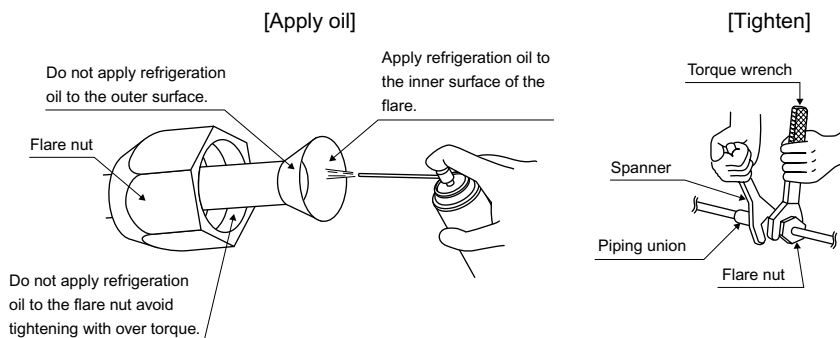 [Apply oil]
Do not apply refrigeration
oil to the outer surface.
Apply refrigeration oil to
the inner surface of the
flare.
Flare nut
Do not apply refrigeration
oil to the flare nut avoid
tightening with over torque.
[Tighten]
Torque wrench
Spanner
Piping union
Flare nut